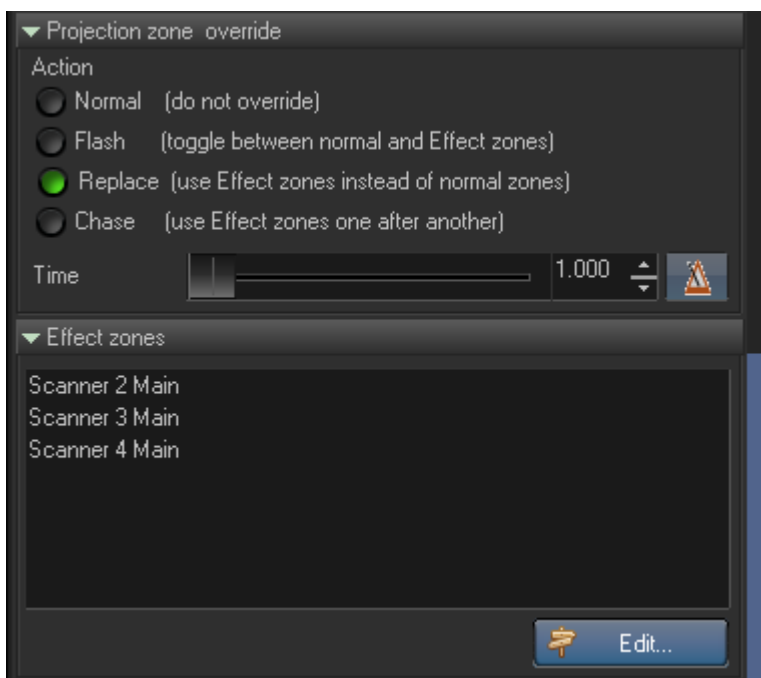 Projection zone override
Action
Normal (do not override)
Flash (toggle between normal and Effect zones)
Replace (use Effect zones instead of normal zones)
Chase (use Effect zones one after another)
Time 1.000
Effect zones
Scanner 2 Main
Scanner 3 Main
Scanner 4 Main
Edit...